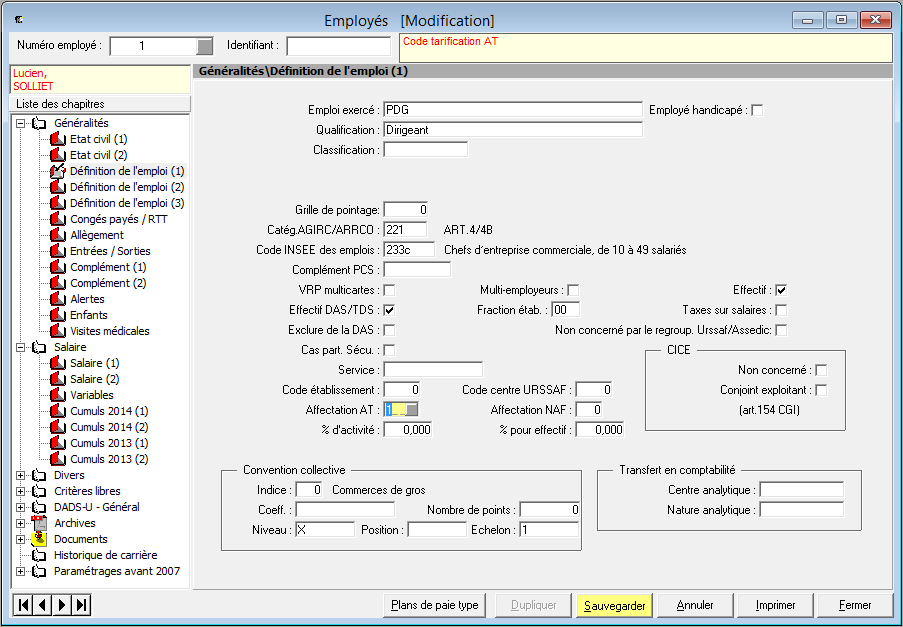 Employés [Modification]
Numéro employé : 1 Identifiant :
Code tarification AT
Lucien,
SOLLIET
Liste des chapitres
Généralités
Etat civil (1)
Etat civil (2)
Définition de l'emploi (1)
Définition de l'emploi (2)
Définition de l'emploi (3)
Congés payés / RTT
Allègement
Entrées / Sorties
Complément (1)
Complément (2)
Alertes
Enfants
Visites médicales
Salaire
Salaire (1)
Salaire (2)
Variables
Cumuls 2014 (1)
Cumuls 2014 (2)
Cumuls 2013 (1)
Cumuls 2013 (2)
Divers
Critères libres
DADS-U - Général
Archives
Documents
Historique de carrière
Paramétrages avant 2007
Généralités\Définition de l'emploi (1)
Emploi exercé : PDG Employé handicapé :
Qualification : Dirigeant
Classification :
Grille de pointage: 0
Catég.AGIRC/ARRCO : 221 ART.4/4B
Code INSEE des emplois : 233c Chefs d'entreprise commerciale, de 10 à 49 salariés
Complément PCS :
VRP multicartes : Multi-employeurs : Effectif :
Effectif DAS/TDS : Fraction étab. : 00 Taxes sur salaires :
Exclure de la DAS : Non concerné par le regroup. Urssaf/Assedic:
Cas part. Sécu. :
Service :
Code établissement : 0 Code centre URSSAF : 0
Affectation AT : 1 Affectation NAF : 0
% d'activité : 0,000 % pour effectif : 0,000
CICE
Non concerné :
Conjoint exploitant :
(art.154 CGI)
Convention collective
Indice : 0 Commerces de gros
Coeff. : Nombre de points : 0
Niveau : X Position : Echelon : 1
Transfert en comptabilité
Centre analytique :
Nature analytique :
Plans de paie type Dupliquer Sauvegarder Annuler Imprimer Fermer